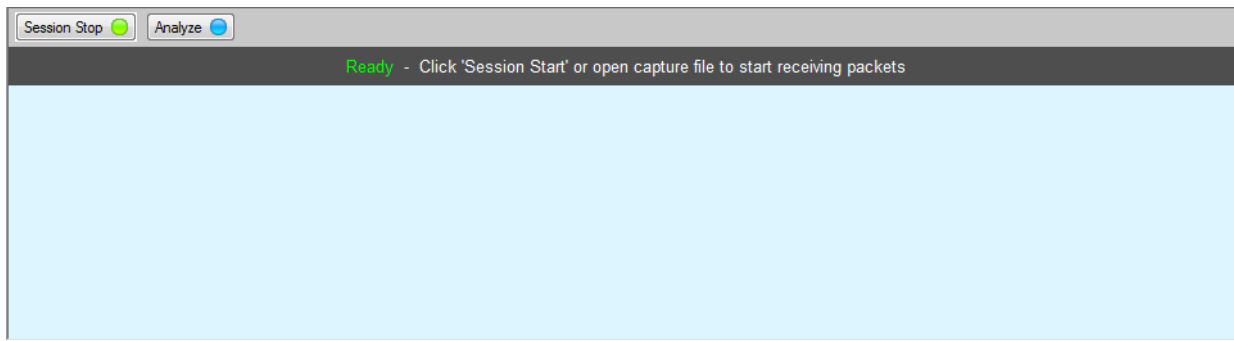 Session Stop Analyze
Ready - Click 'Session Start' or open capture file to start receiving packets